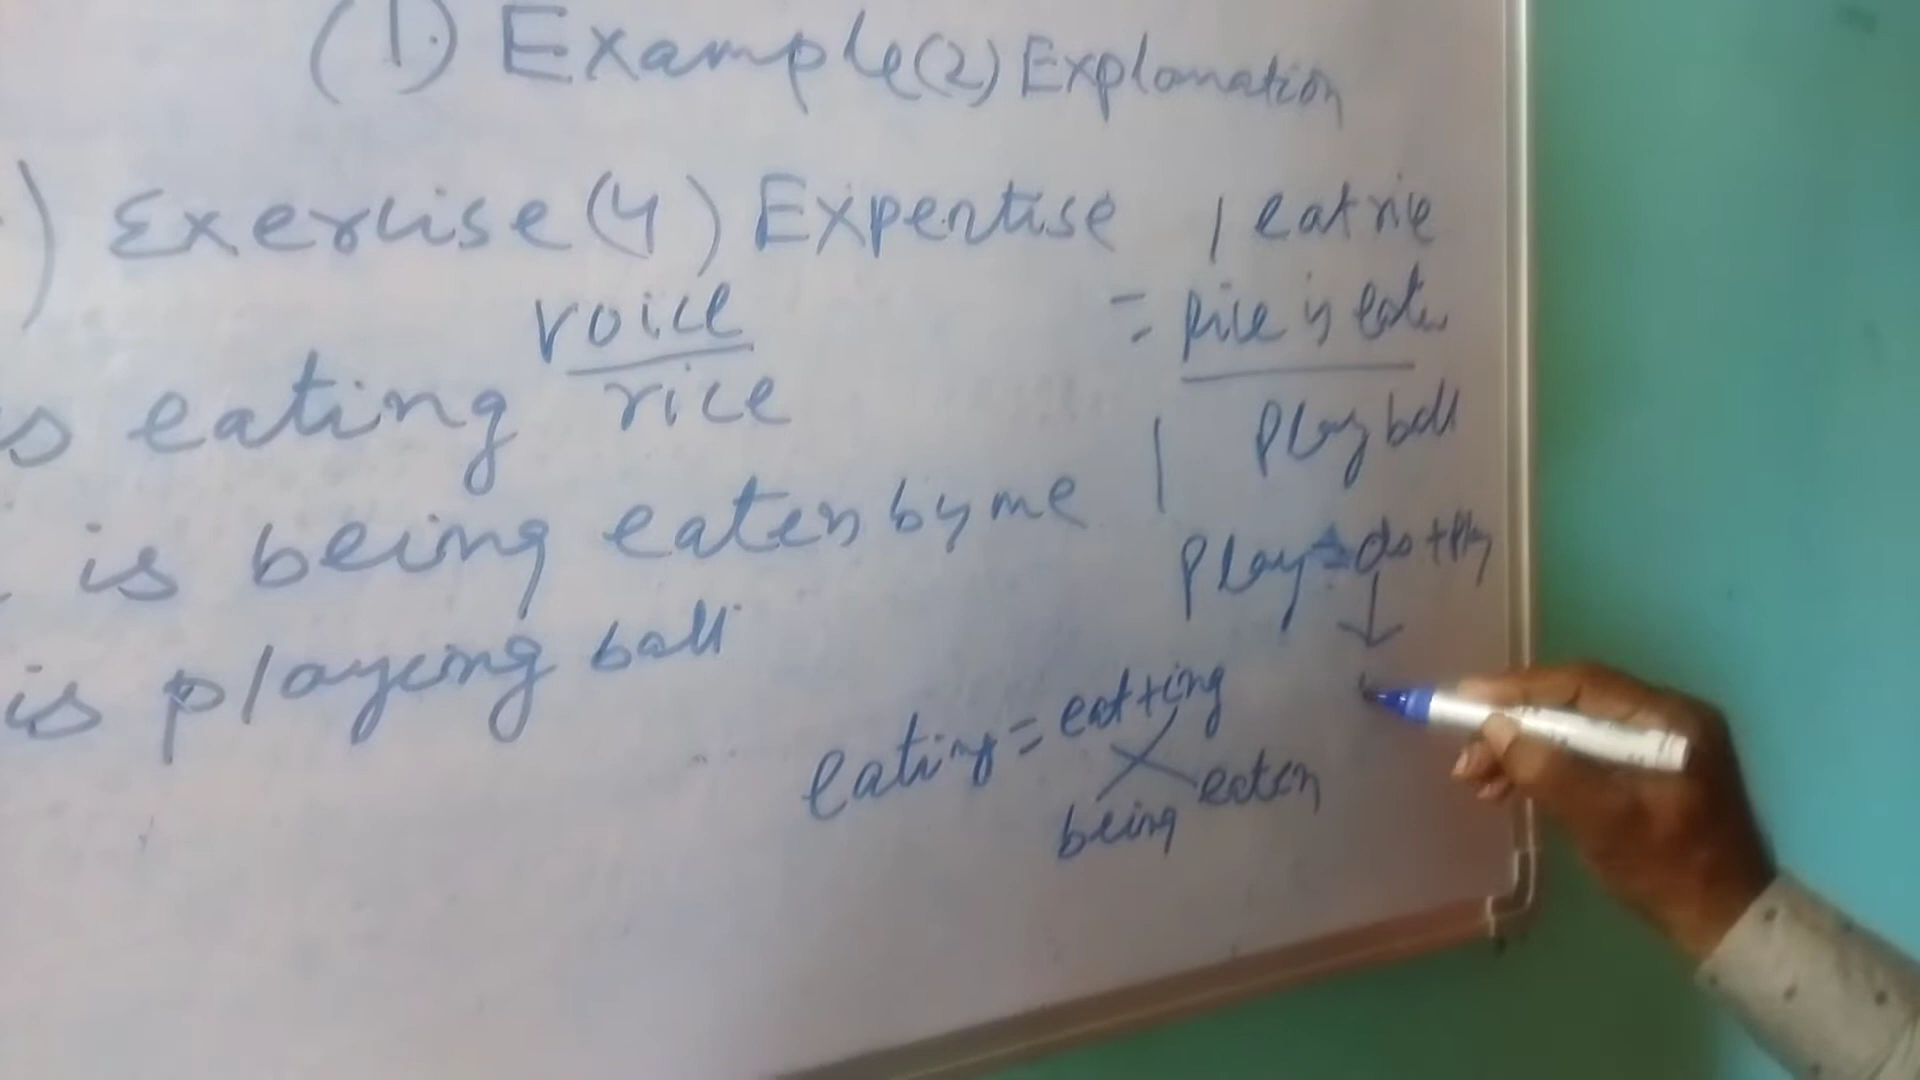 (1) Example (2) Explanation
) Exercise (4) Expertise
voice
is eating rice
is being eaten by me
is playing ball
I eat rice
= Rice is eaten
I play ball
play = do + play
eating = eat + ing
being eaten